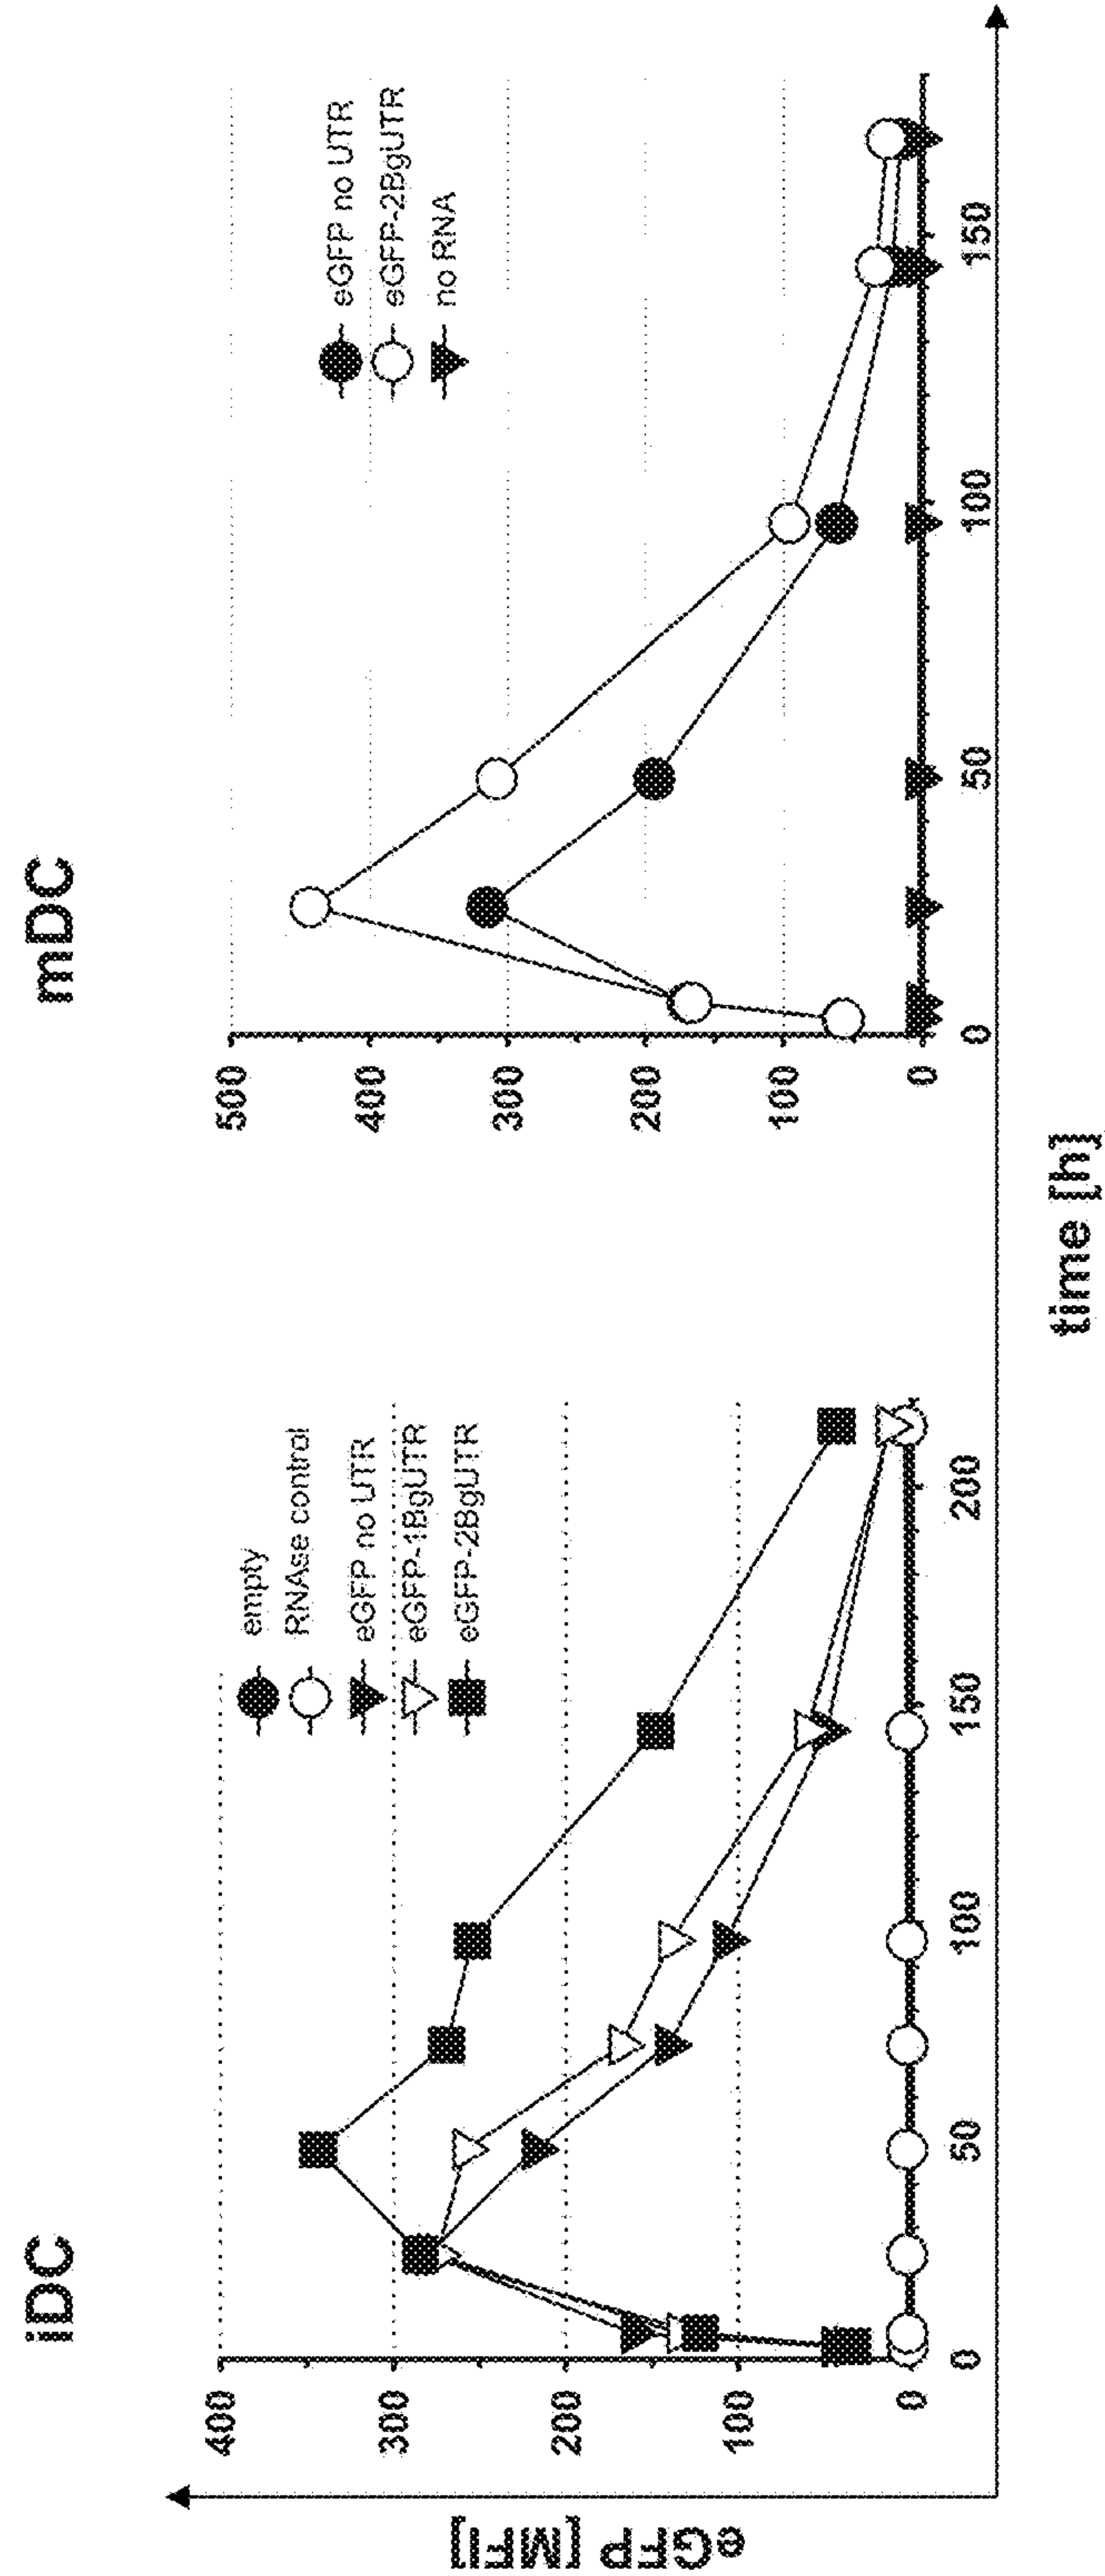 iDC
mDC
eGFP [MFI]
400
300
200
100
0
0
50
100
150
200
empty
RNAse control
eGFP no UTR
eGFP-1BgUTR
eGFP-2BgUTR
500
400
300
200
100
0
0
50
100
150
eGFP no UTR
eGFP-2BgUTR
no RNA
time [h]